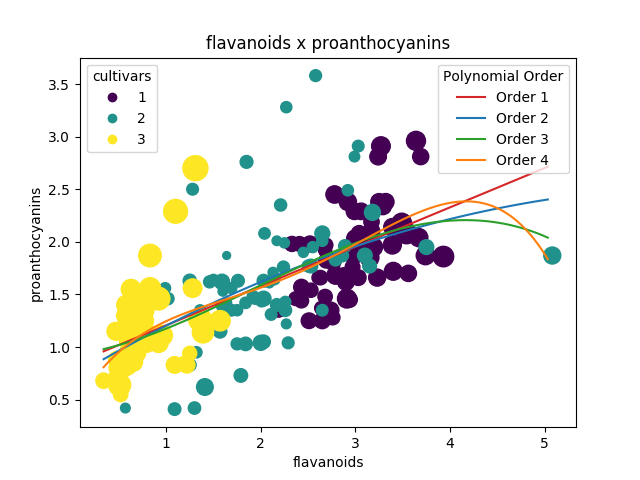 flavanoids x proanthocyanins
cultivars
1
2
3
Polynomial Order
Order 1
Order 2
Order 3
Order 4
3.5
3.0
2.5
2.0
1.5
1.0
0.5
proanthocyanins
1 2 3 4 5
flavanoids